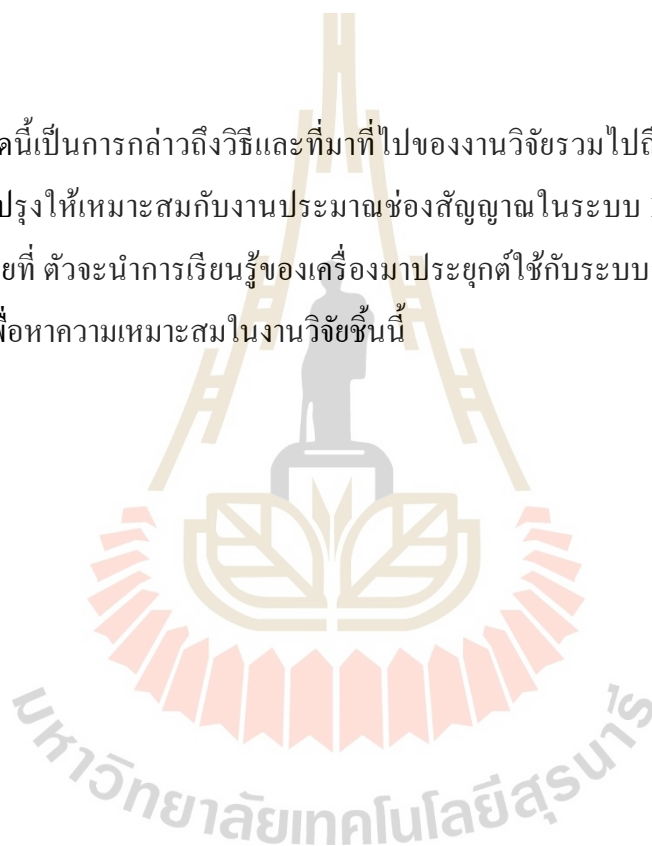 ดนี้เป็นการกล่าวถึงวิธีและที่มาที่ไปของงานวิจัยรวมไปถึ
ปรุงให้เหมาะสมกับงานประมาณช่องสัญญาณในระบบ
ยที่ ตัวจะนำการเรียนรู้ของเครื่องมาประยุกต์ใช้กับระบบ
พื่อหาความเหมาะสมในงานวิจัยชิ้นนี้
มหาวิทยาลัยเทคโนโลยีสุรนารี